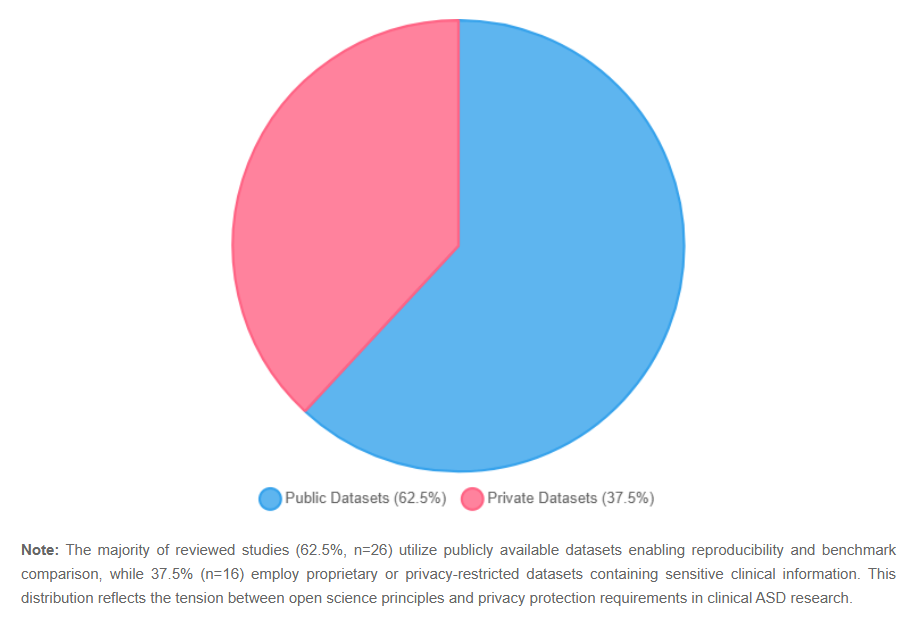 Public Datasets (62.5%) Private Datasets (37.5%)
Note: The majority of reviewed studies (62.5%, n=26) utilize publicly available datasets enabling reproducibility and benchmark
comparison, while 37.5% (n=16) employ proprietary or privacy-restricted datasets containing sensitive clinical information. This
distribution reflects the tension between open science principles and privacy protection requirements in clinical ASD research.